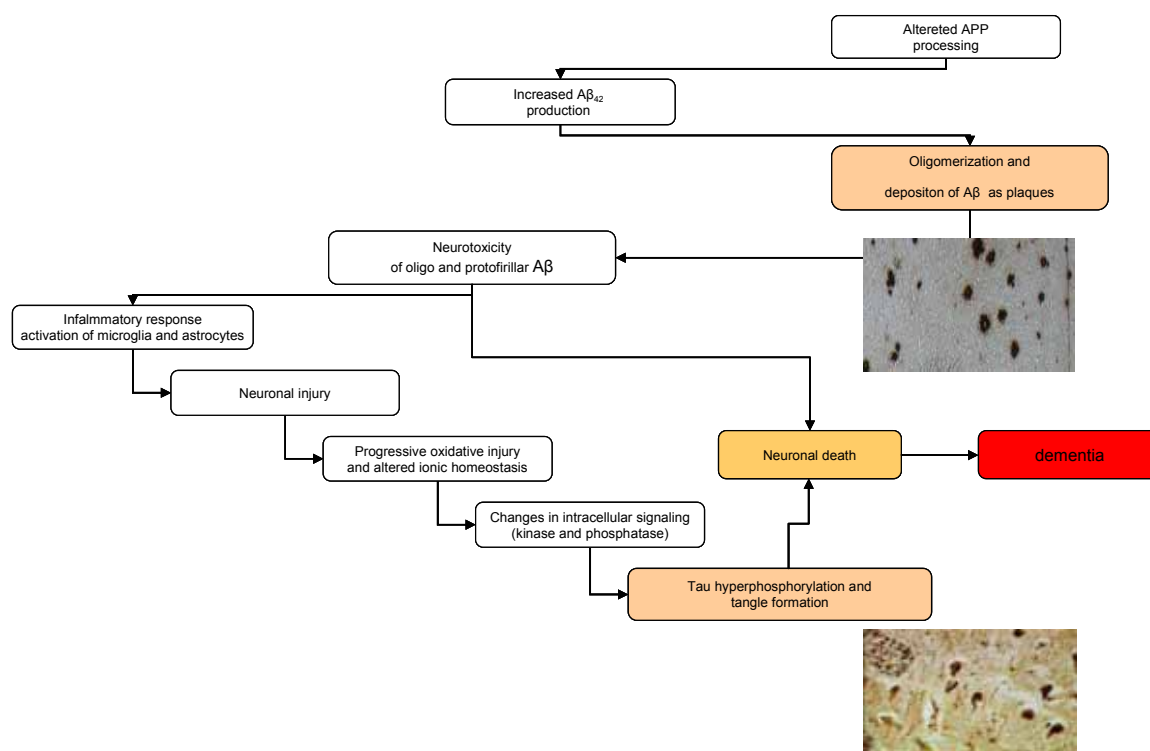 Altereted APP
processing
Increased Aβ₄₂
production
Oligomerization and
depositon of Aβ as plaques
Neurotoxicity
of oligo and protofirillar Aβ
Infalmmatory response
activation of microglia and astrocytes
Neuronal injury
Progressive oxidative injury
and altered ionic homeostasis
Neuronal death
dementia
Changes in intracellular signaling
(kinase and phosphatase)
Tau hyperphosphorylation and
tangle formation